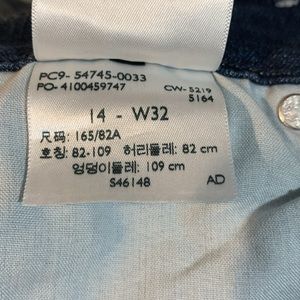 PC9- 54745-0033
PO- 4100459747
CW-5219
5164
14 - W32
尺码: 165/82A
호칭: 82-109 허리둘레: 82 cm
엉덩이둘레: 109 cm
S46148
AD